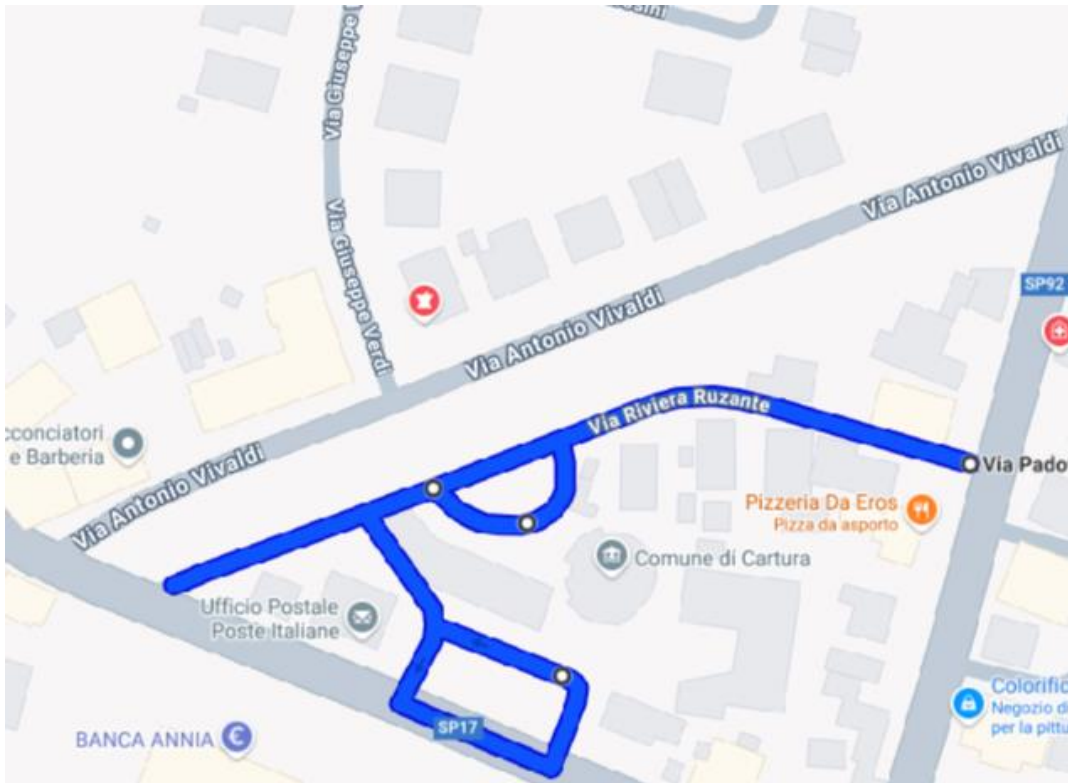 ssini
Via Giuseppe
Via Giuseppe Verdi
Via Antonio Vivaldi
SP92
Via Antonio Vivaldi
Via Riviera Ruzante
cconciatori
e Barberia
Via Antonio Vivaldi
Via Pado
Pizzeria Da Eros
Pizza da asporto
Comune di Cartura
Ufficio Postale
Poste Italiane
SP17
BANCA ANNIA
Colorific
Negozio di
per la pittu